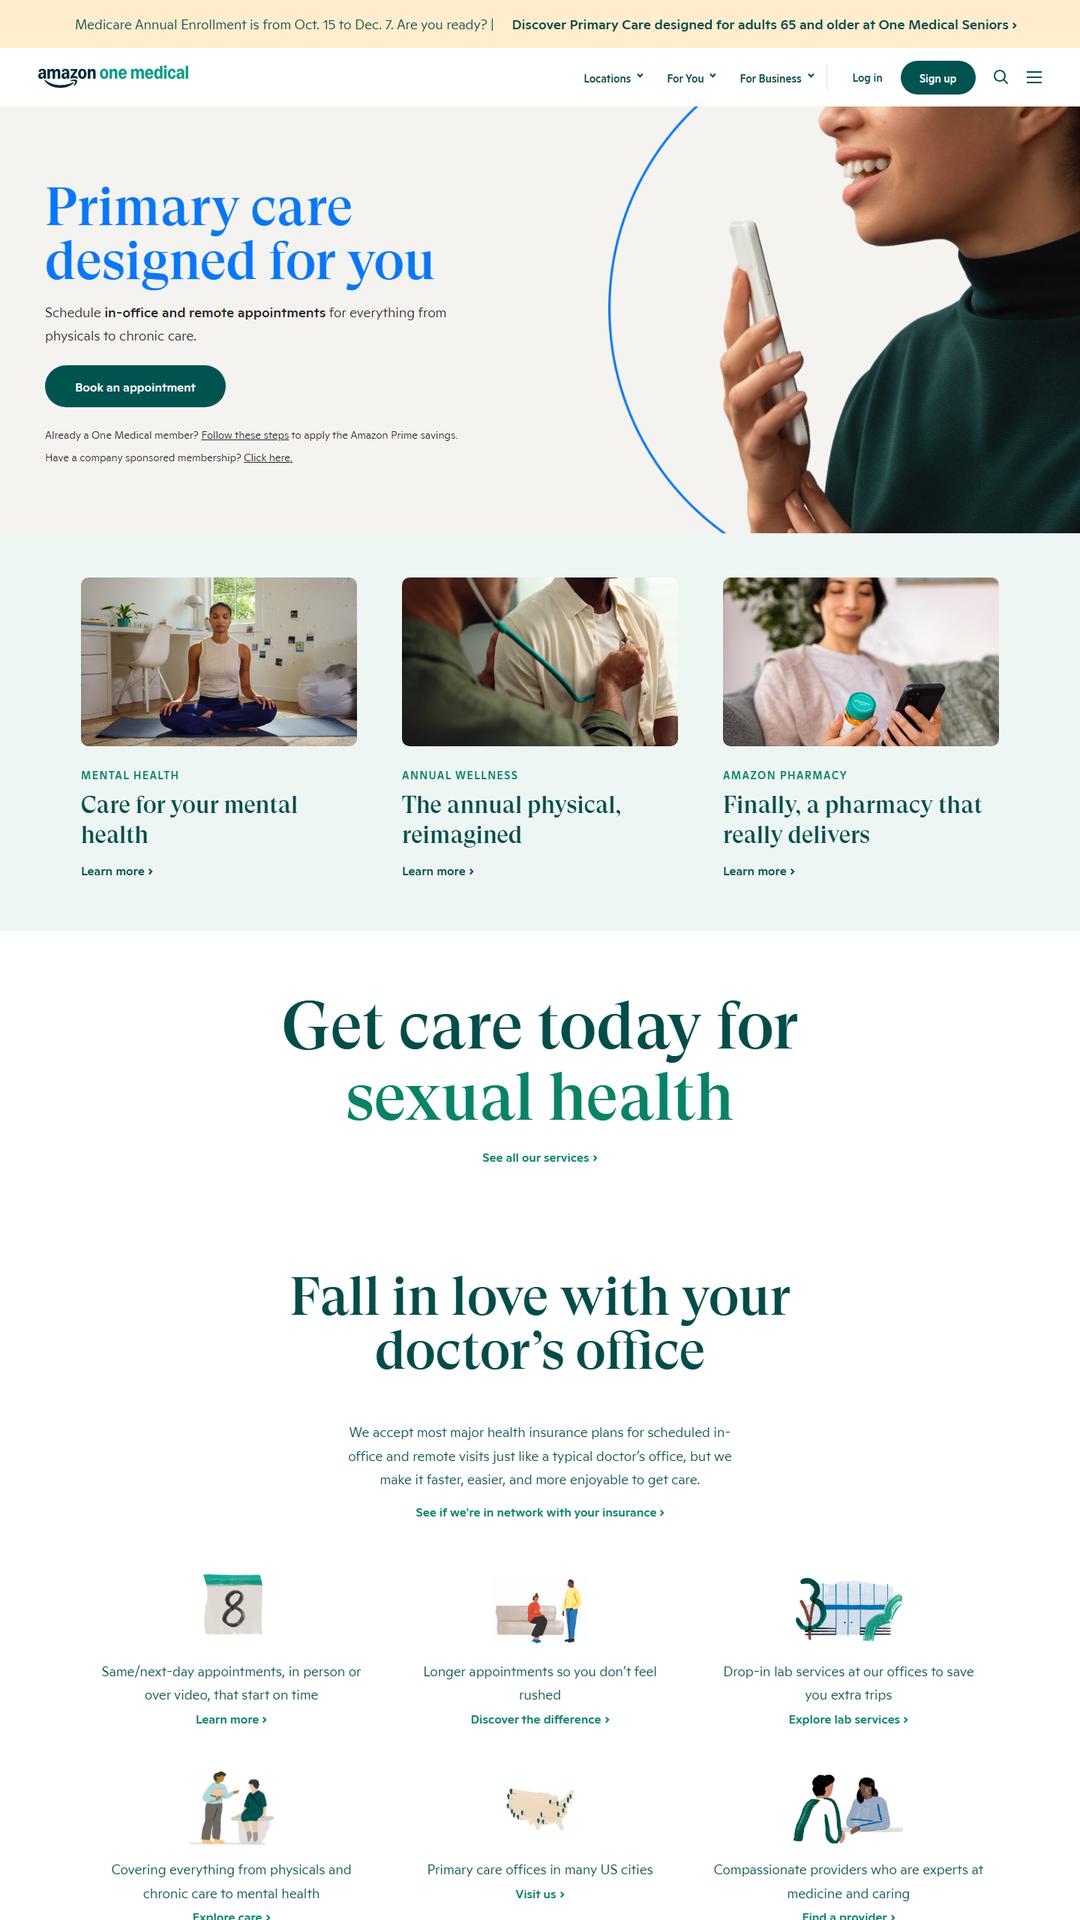 Medicare Annual Enrollment is from Oct. 15 to Dec. 7. Are you ready? | Discover Primary Care designed for adults 65 and older at One Medical Seniors ›
amazon one medical
Locations For You For Business Log in Sign up
Primary care
designed for you
Schedule in-office and remote appointments for everything from
physicals to chronic care.
Book an appointment
Already a One Medical member? Follow these steps to apply the Amazon Prime savings.
Have a company sponsored membership? Click here.
MENTAL HEALTH
Care for your mental
health
Learn more ›
ANNUAL WELLNESS
The annual physical,
reimagined
Learn more ›
AMAZON PHARMACY
Finally, a pharmacy that
really delivers
Learn more ›
Get care today for
sexual health
See all our services ›
Fall in love with your
doctor’s office
We accept most major health insurance plans for scheduled in-
office and remote visits just like a typical doctor’s office, but we
make it faster, easier, and more enjoyable to get care.
See if we're in network with your insurance ›
8
Same/next-day appointments, in person or
over video, that start on time
Learn more ›
Longer appointments so you don’t feel
rushed
Discover the difference ›
Drop-in lab services at our offices to save
you extra trips
Explore lab services ›
Covering everything from physicals and
chronic care to mental health
Explore care ›
Primary care offices in many US cities
Visit us ›
Compassionate providers who are experts at
medicine and caring
Find a provider ›